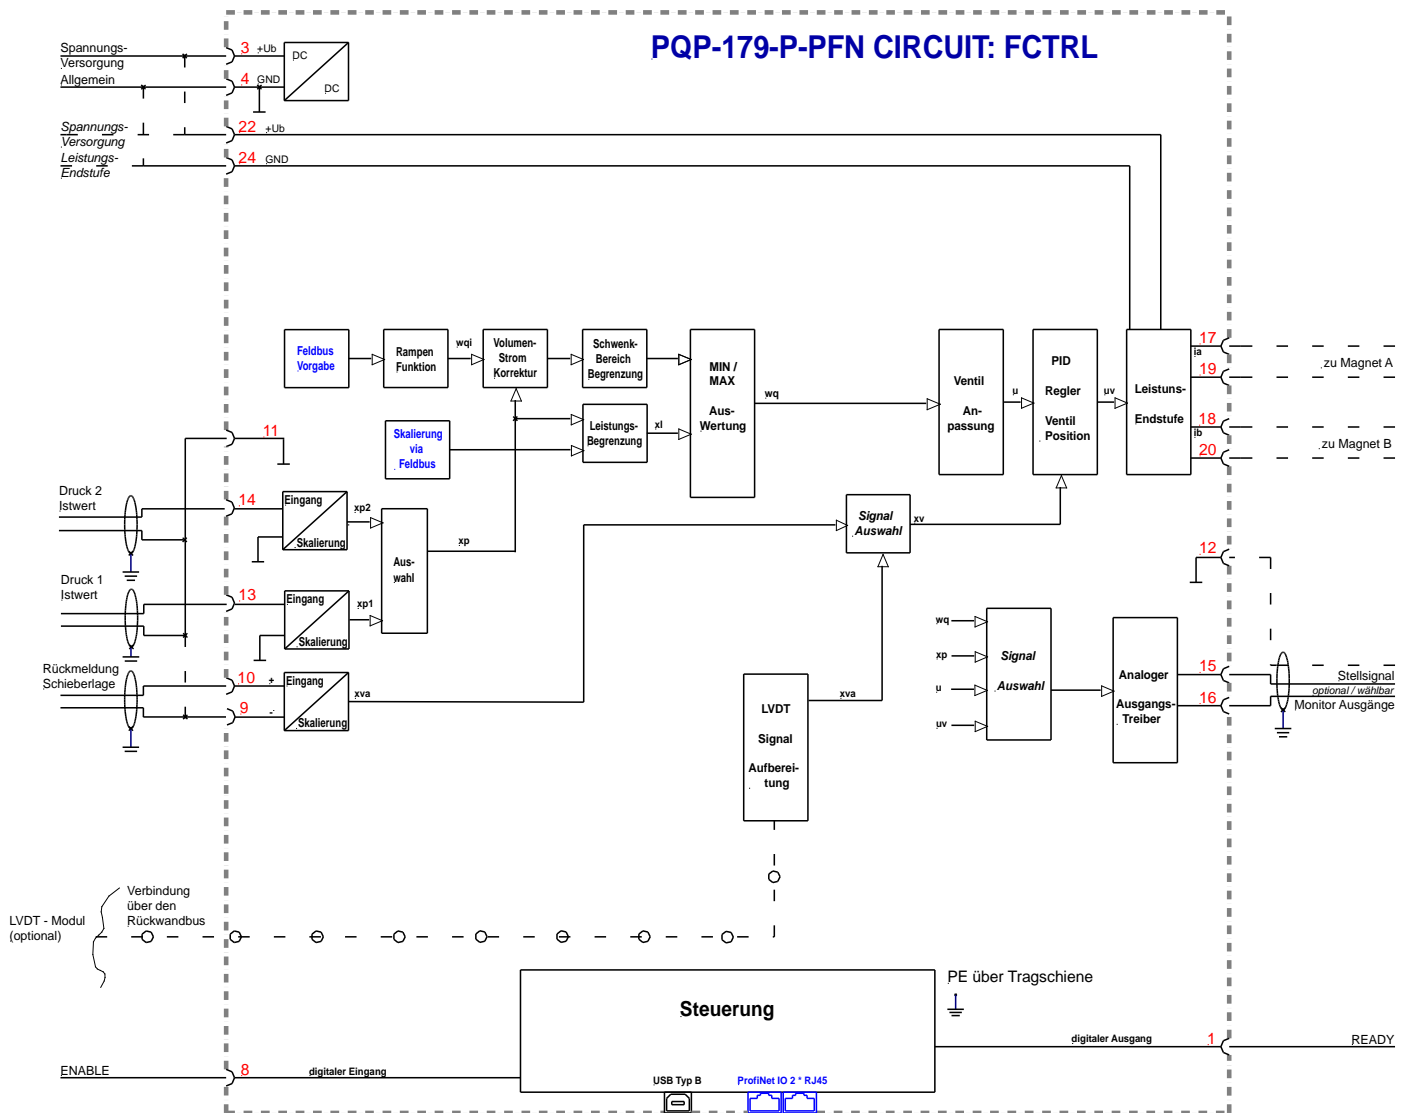 PQP-179-P-PFN CIRCUIT: FCTRL
Spannungs-
Versorgung
Allgemein
3
+Ub
4
GND
DC
DC
Spannungs-
Versorgung
Leistungs-
Endstufe
22
+Ub
24
GND
Feldbus
Vorgabe
Rampen
Funktion
wqi
Volumen-
Strom
Korrektur
Schwenk-
Bereich
Begrenzung
MIN /
MAX
Aus-
Wertung
wq
Ventil
An-
passung
u
PID
Regler
Ventil
Position
uv
Leistuns-
Endstufe
17
ia
19
zu Magnet A
18
ib
20
zu Magnet B
Skalierung
via
Feldbus
Leistungs-
Begrenzung
xl
11
Druck 2
Istwert
14
Eingang
Skalierung
xp2
Aus-
wahl
xp
Signal
Auswahl
xv
12
Druck 1
Istwert
13
Eingang
Skalierung
xp1
Rückmeldung
Schieberlage
10
+
9
-
Eingang
Skalierung
xva
LVDT
Signal
Aufberei-
tung
xva
wq
xp
u
uv
Signal
Auswahl
Analoger
Ausgangs-
Treiber
15
16
Stellsignal
optional / wählbar
Monitor Ausgänge
LVDT - Modul
(optional)
Verbindung
über den
Rückwandbus
Steuerung
PE über Tragschiene
digitaler Ausgang
1
READY
ENABLE
8
digitaler Eingang
USB Typ B
ProfiNet IO 2 * RJ45